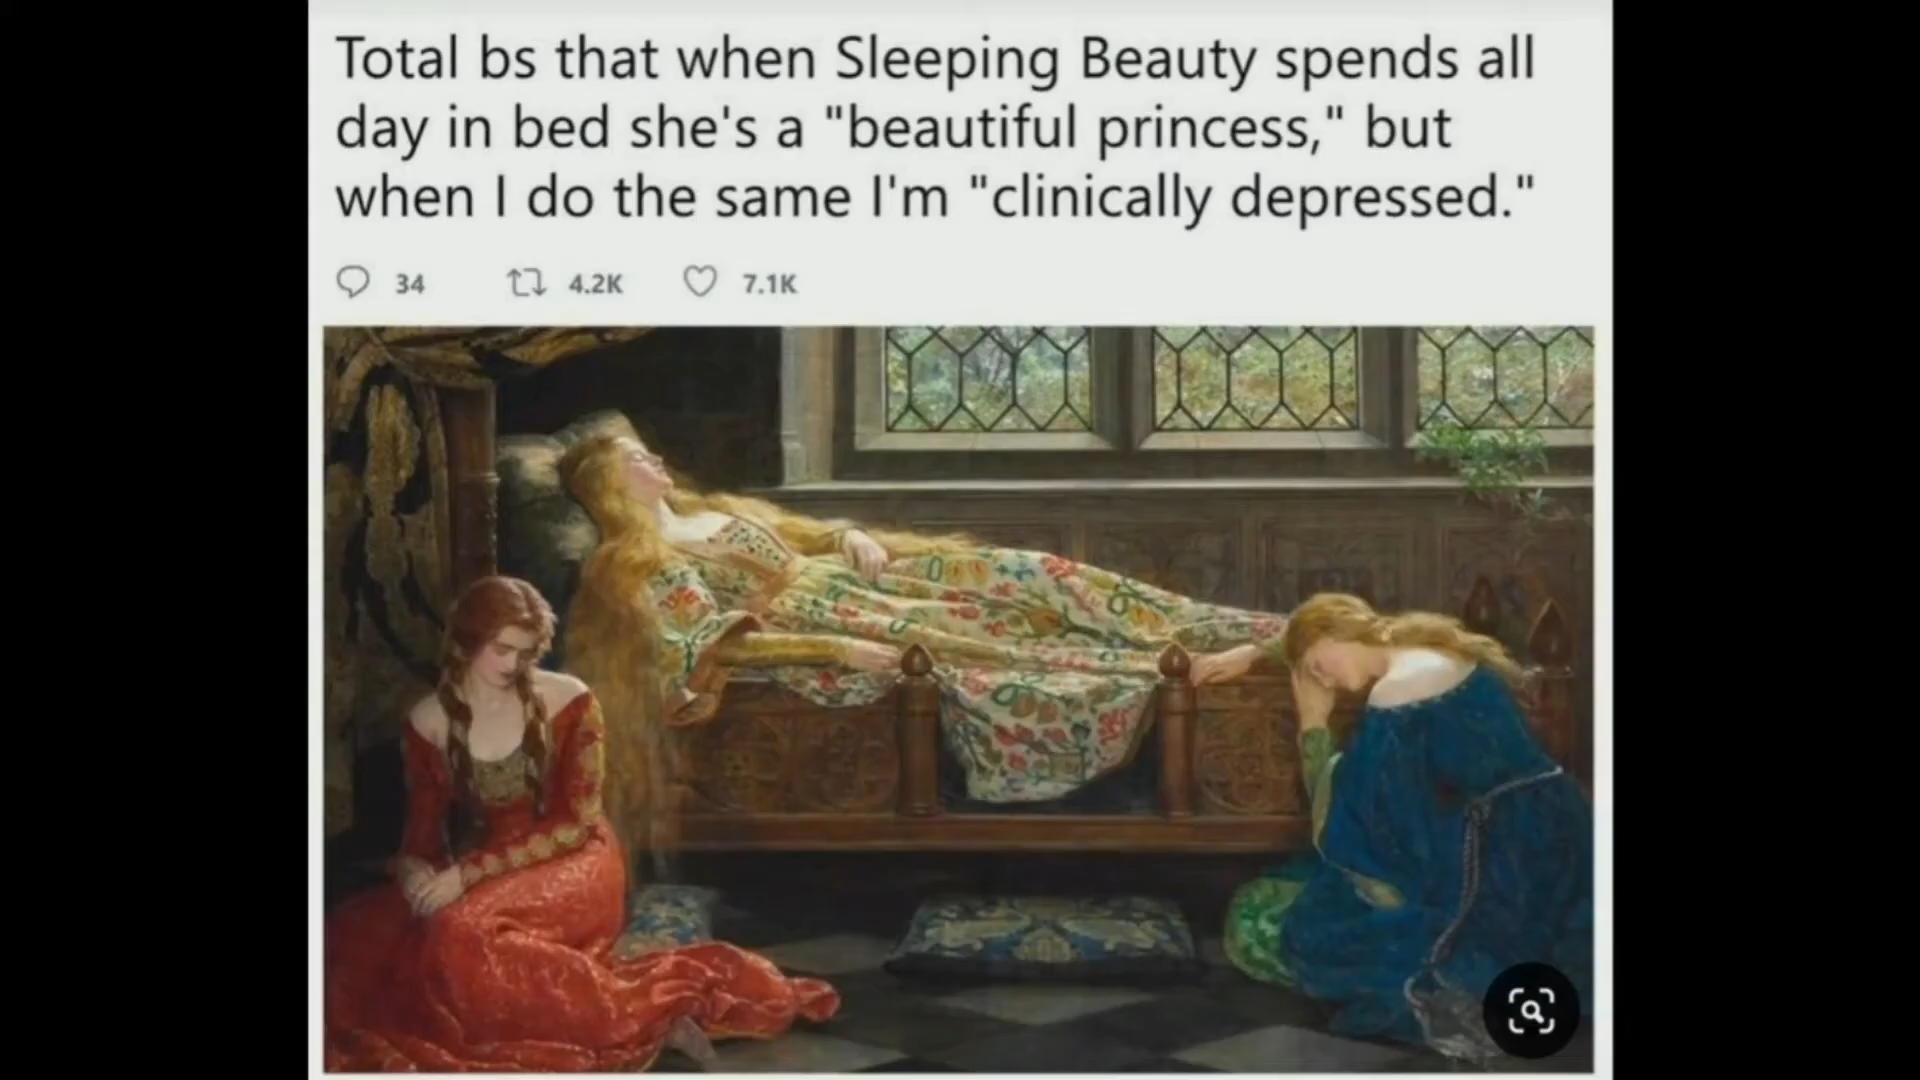 Total bs that when Sleeping Beauty spends all
day in bed she's a "beautiful princess," but
when I do the same I'm "clinically depressed."
34 4.2K 7.1K